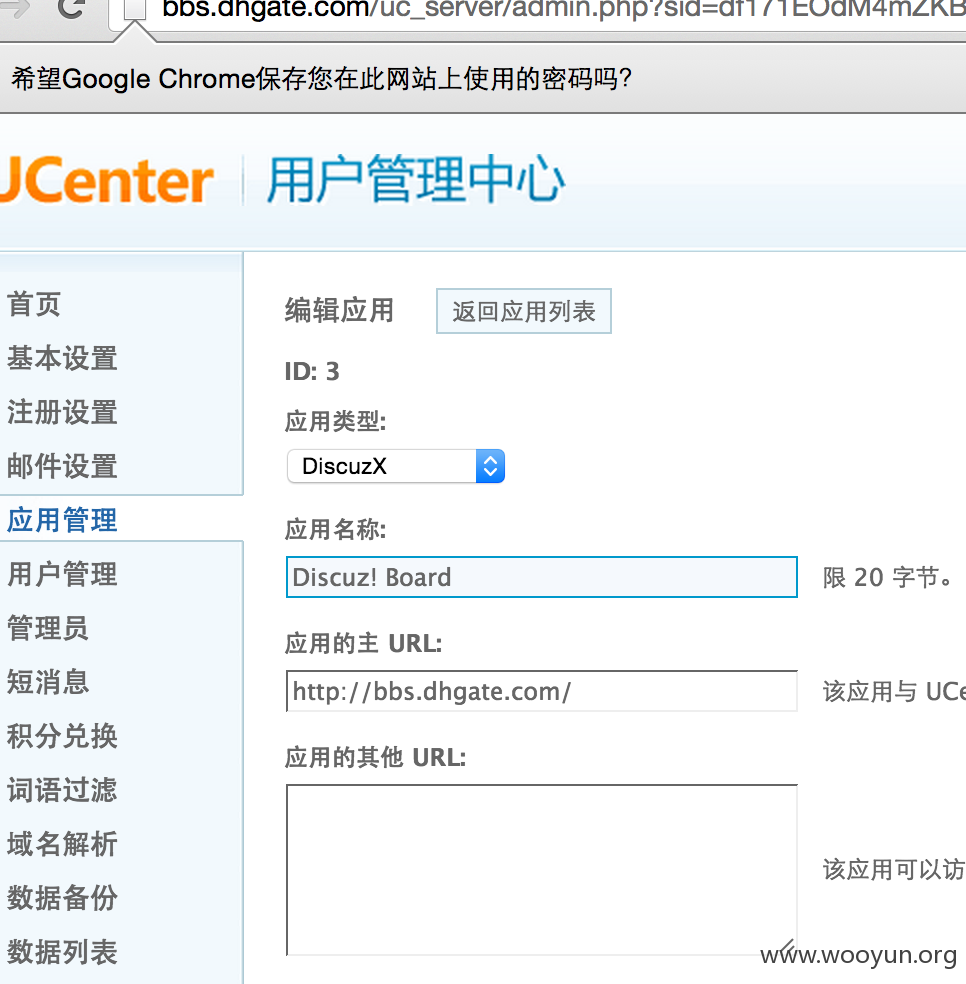 bbs.dhgate.com/uc_server/admin.php?sid=df171EOdM4mZKB
希望Google Chrome保存您在此网站上使用的密码吗?
UCenter 用户管理中心
首页
基本设置
注册设置
邮件设置
应用管理
用户管理
管理员
短消息
积分兑换
词语过滤
域名解析
数据备份
数据列表
编辑应用 返回应用列表
ID: 3
应用类型:
DiscuzX
应用名称:
Discuz! Board 限 20 字节。
应用的主 URL:
http://bbs.dhgate.com/ 该应用与 UCe
应用的其他 URL:
该应用可以访
www.wooyun.org